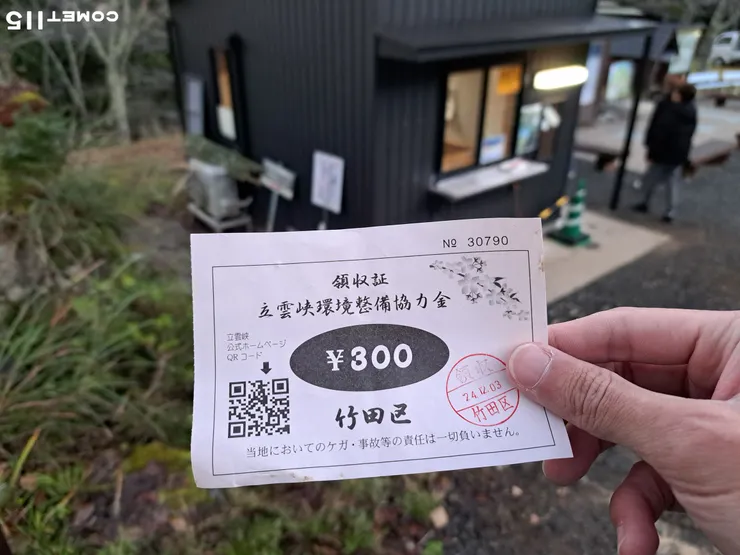 COMET115
№ 30790
領収証
立雲峡環境整備協力金
立雲峡
公式ホームページ
QRコード
¥300
領収
24.12.03
竹田区
竹田区
当地においてのケガ・事故等の責任は一切負いません。